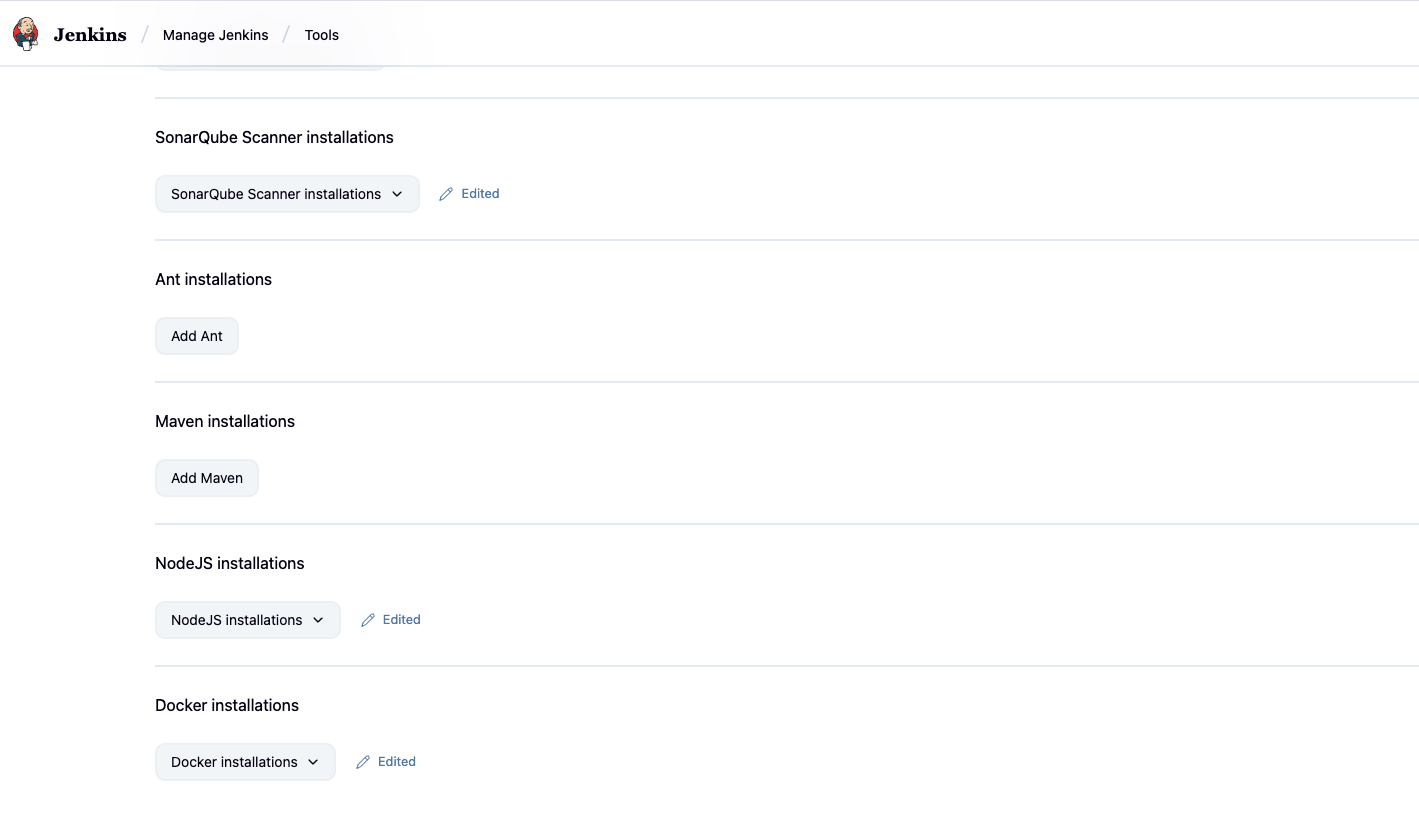 Jenkins / Manage Jenkins / Tools
SonarQube Scanner installations
SonarQube Scanner installations Edited
Ant installations
Add Ant
Maven installations
Add Maven
NodeJS installations
NodeJS installations Edited
Docker installations
Docker installations Edited